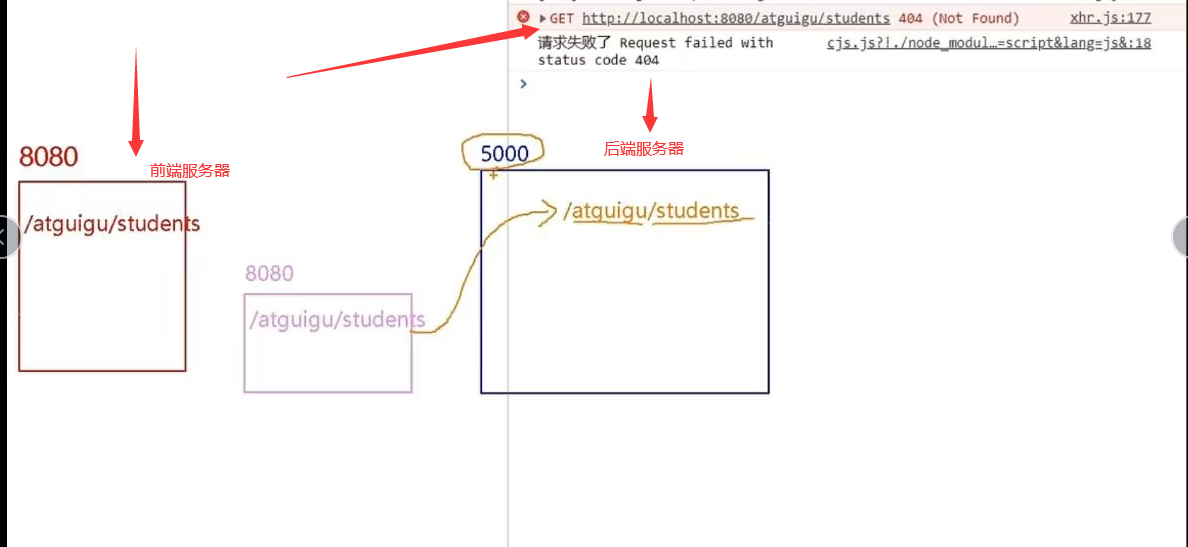 GET http://localhost:8080/atguigu/students 404 (Not Found) xhr.js:177
请求失败了 Request failed with cjs.js?!./node_modul…=script&lang=js&:18
status code 404
8080
前端服务器
/atguigu/students
8080
/atguigu/students
5000
后端服务器
/atguigu/students